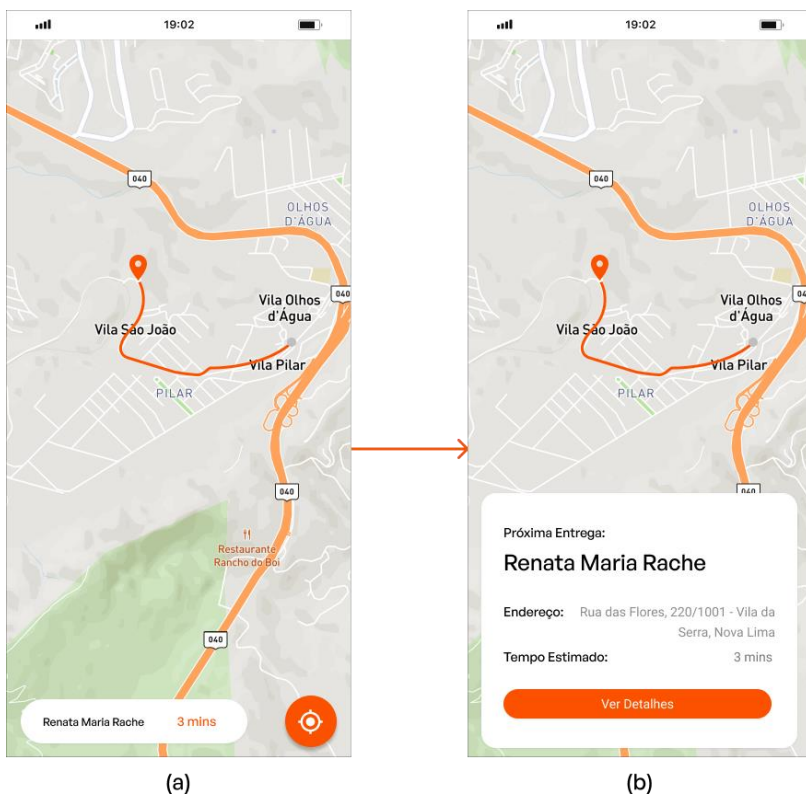 19:02
040
OLHOS
D'ÁGUA
040
Vila Olhos
d'Água
Vila São João
Vila Pilar
PILAR
040
Restaurante
Rancho do Boi
040
Renata Maria Rache
3 mins
(a)
19:02
040
OLHOS
D'ÁGUA
04
Vila Olhos
d'Água
Vila São João
Vila Pilar
PILAR
040
Próxima Entrega:
Renata Maria Rache
Endereço: Rua das Flores, 220/1001 - Vila da
Serra, Nova Lima
Tempo Estimado: 3 mins
Ver Detalhes
(b)